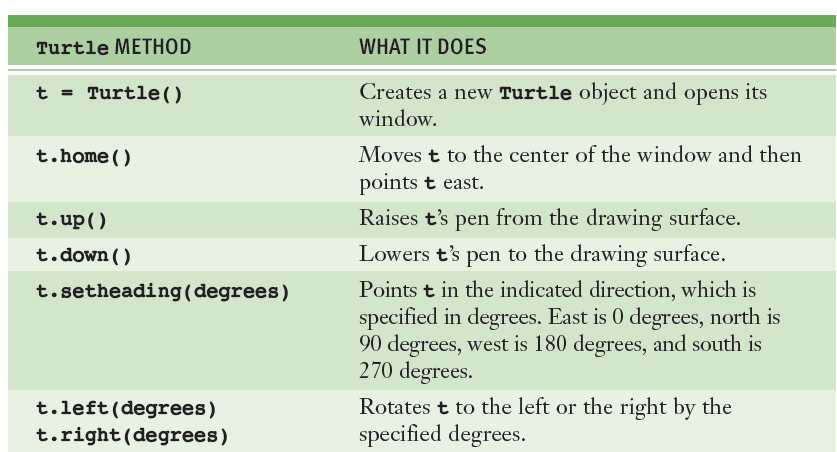 Turtle METHOD WHAT IT DOES
t = Turtle() Creates a new Turtle object and opens its
window.
t.home() Moves t to the center of the window and then
points t east.
t.up() Raises t’s pen from the drawing surface.
t.down() Lowers t’s pen to the drawing surface.
t.setheading(degrees) Points t in the indicated direction, which is
specified in degrees. East is 0 degrees, north is
90 degrees, west is 180 degrees, and south is
270 degrees.
t.left(degrees) Rotates t to the left or the right by the
t.right(degrees) specified degrees.